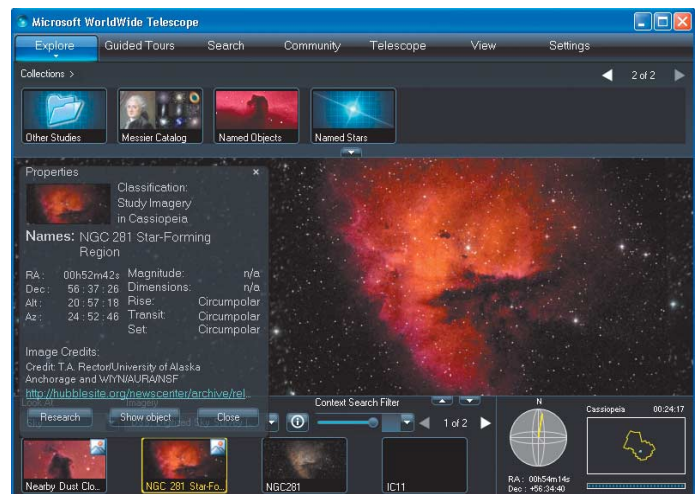 Microsoft WorldWide Telescope
Explore Guided Tours Search Community Telescope View Settings
Collections > 2 of 2
Other Studies Messier Catalog Named Objects Named Stars
Properties ×
Classification:
Study Imagery
in Cassiopeia
Names: NGC 281 Star-Forming
Region
RA: 00h52m42s Magnitude: n/a
Dec: 56 : 37 : 26 Dimensions: n/a
Alt: 20 : 57 : 18 Rise: Circumpolar
Az: 24 : 52 : 46 Transit: Circumpolar
Set: Circumpolar
Image Credits:
Credit: T.A. Rector/University of Alaska
Anchorage and WIYN/AURA/NSF
http://hubblesite.org/newscenter/archive/rel..
Look At Imagery Context Search Filter
Research Show object Close 1 of 2
N
Cassiopeia 00:24:17
RA : 00h54m14s
Dec : +56:34:40
Nearby Dust Clo... NGC 281 Star-Fo... NGC281 IC11